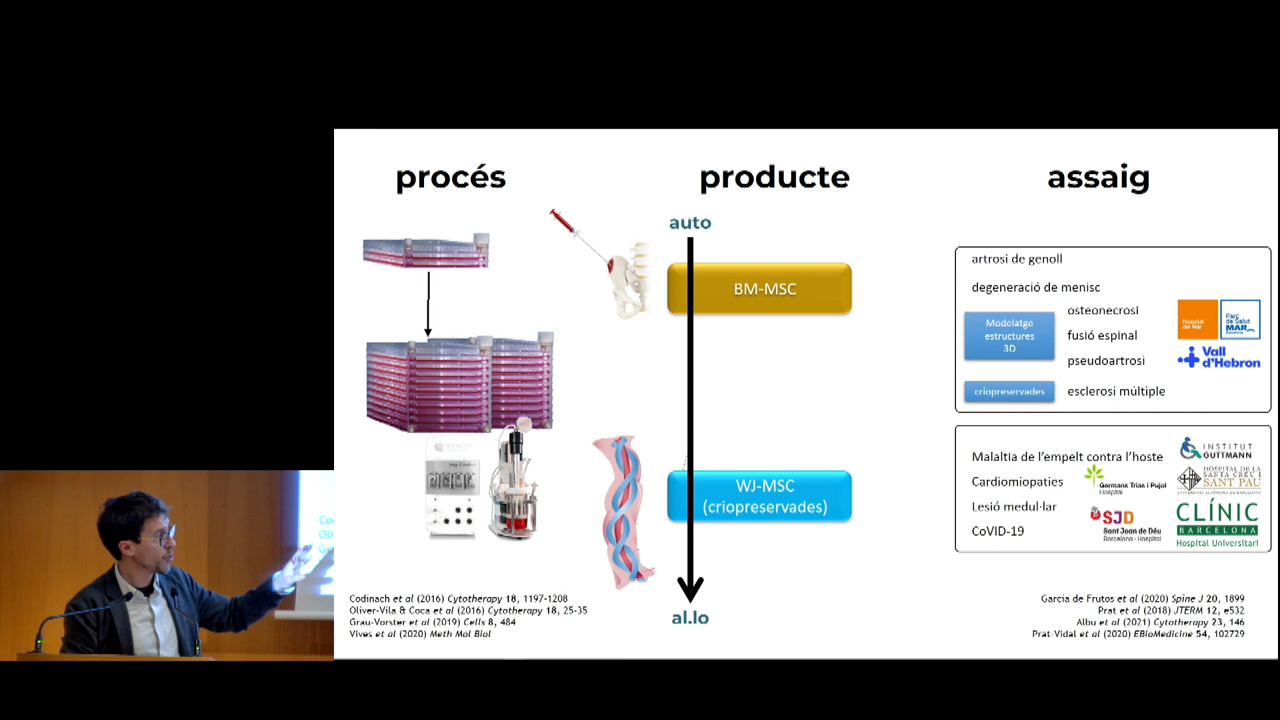 procés
producte
assaig
auto
BM-MSC
WJ-MSC
(criopreservades)
al.lo
artrosi de genoll
degeneració de menisc
Modelatge
estructures
3D
osteonecrosi
fusió espinal
pseudoartrosi
criopreservades
esclerosi múltiple
Hospital
del Mar
Parc
de Salut
MAR
Barcelona
Vall
d'Hebron
Malaltia de l'empelt contra l'hoste
Cardiomiopaties
Lesió medul·lar
CoVID-19
INSTITUT
GUTTMANN
Germans Trias i Pujol
Hospital
HOSPITAL DE LA
SANTA CREU I
SANT PAU
UNIVERSITAT AUTÒNOMA DE BARCELONA
SJD
Sant Joan de Déu
Barcelona · Hospital
CLÍNIC
BARCELONA
Hospital Universitari
Codinach et al (2016) Cytotherapy 18, 1197-1208
Oliver-Vila & Coca et al (2016) Cytotherapy 18, 25-35
Grau-Vorster et al (2019) Cells 8, 484
Vives et al (2020) Meth Mol Biol
García de Frutos et al (2020) Spine J 20, 1899
Prat et al (2018) JTERM 12, e532
Albu et al (2021) Cytotherapy 23, 146
Prat-Vidal et al (2020) EBioMedicine 54, 102729